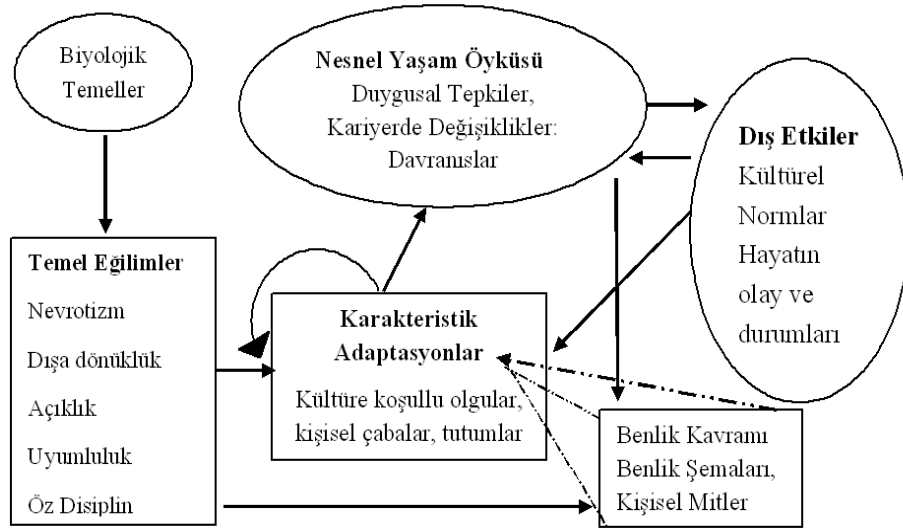 Biyolojik
Temeller
Nesnel Yaşam Öyküsü
Duygusal Tepkiler,
Kariyerde Değişiklikler:
Davranıslar
Dış Etkiler
Kültürel
Normlar
Hayatın
olay ve
durumları
Temel Eğilimler
Nevrotizm
Dışa dönüklük
Açıklık
Uyumluluk
Öz Disiplin
Karakteristik
Adaptasyonlar
Kültüre koşullu olgular,
kişisel çabalar, tutumlar
Benlik Kavramı
Benlik Şemaları,
Kişisel Mitler